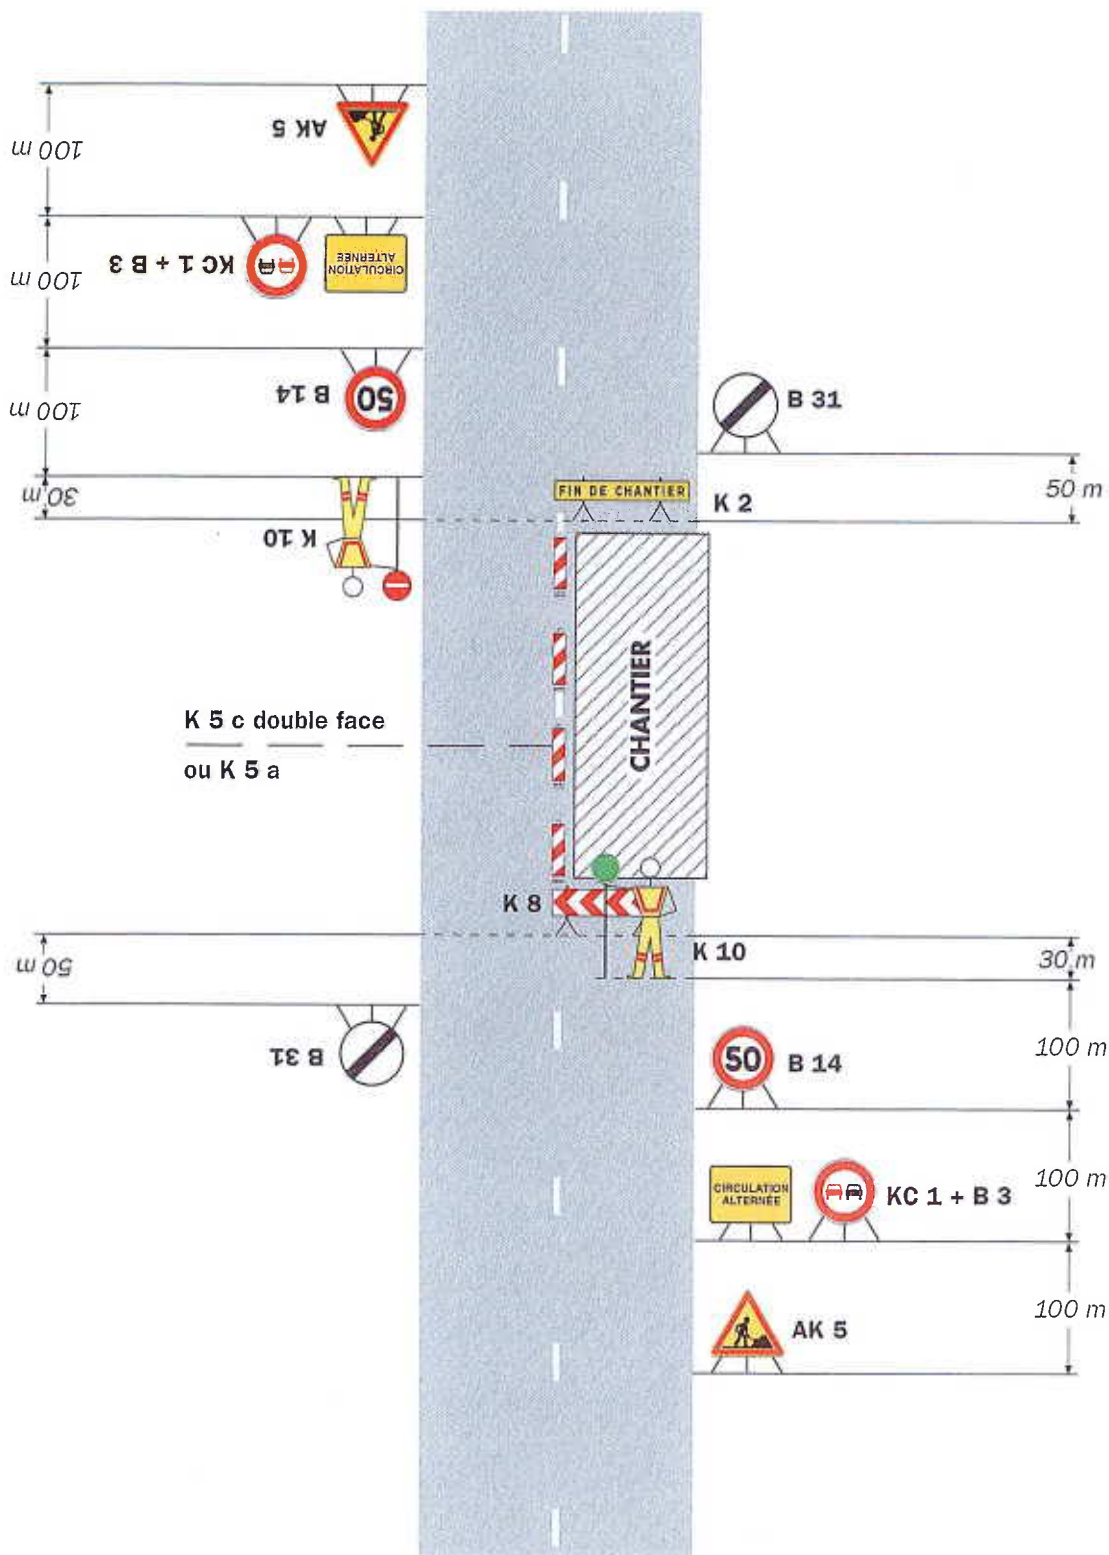 AK 5
100 m
KC 1 + B 3
CIRCULATION
ALTERNÉE
100 m
B 14
50
100 m
B 31
30 m
K 10
FIN DE CHANTIER
K 2
50 m
K 5 c double face
ou K 5 a
CHANTIER
K 8
K 10
30 m
50 m
B 31
50
B 14
100 m
CIRCULATION
ALTERNÉE
KC 1 + B 3
100 m
AK 5
100 m